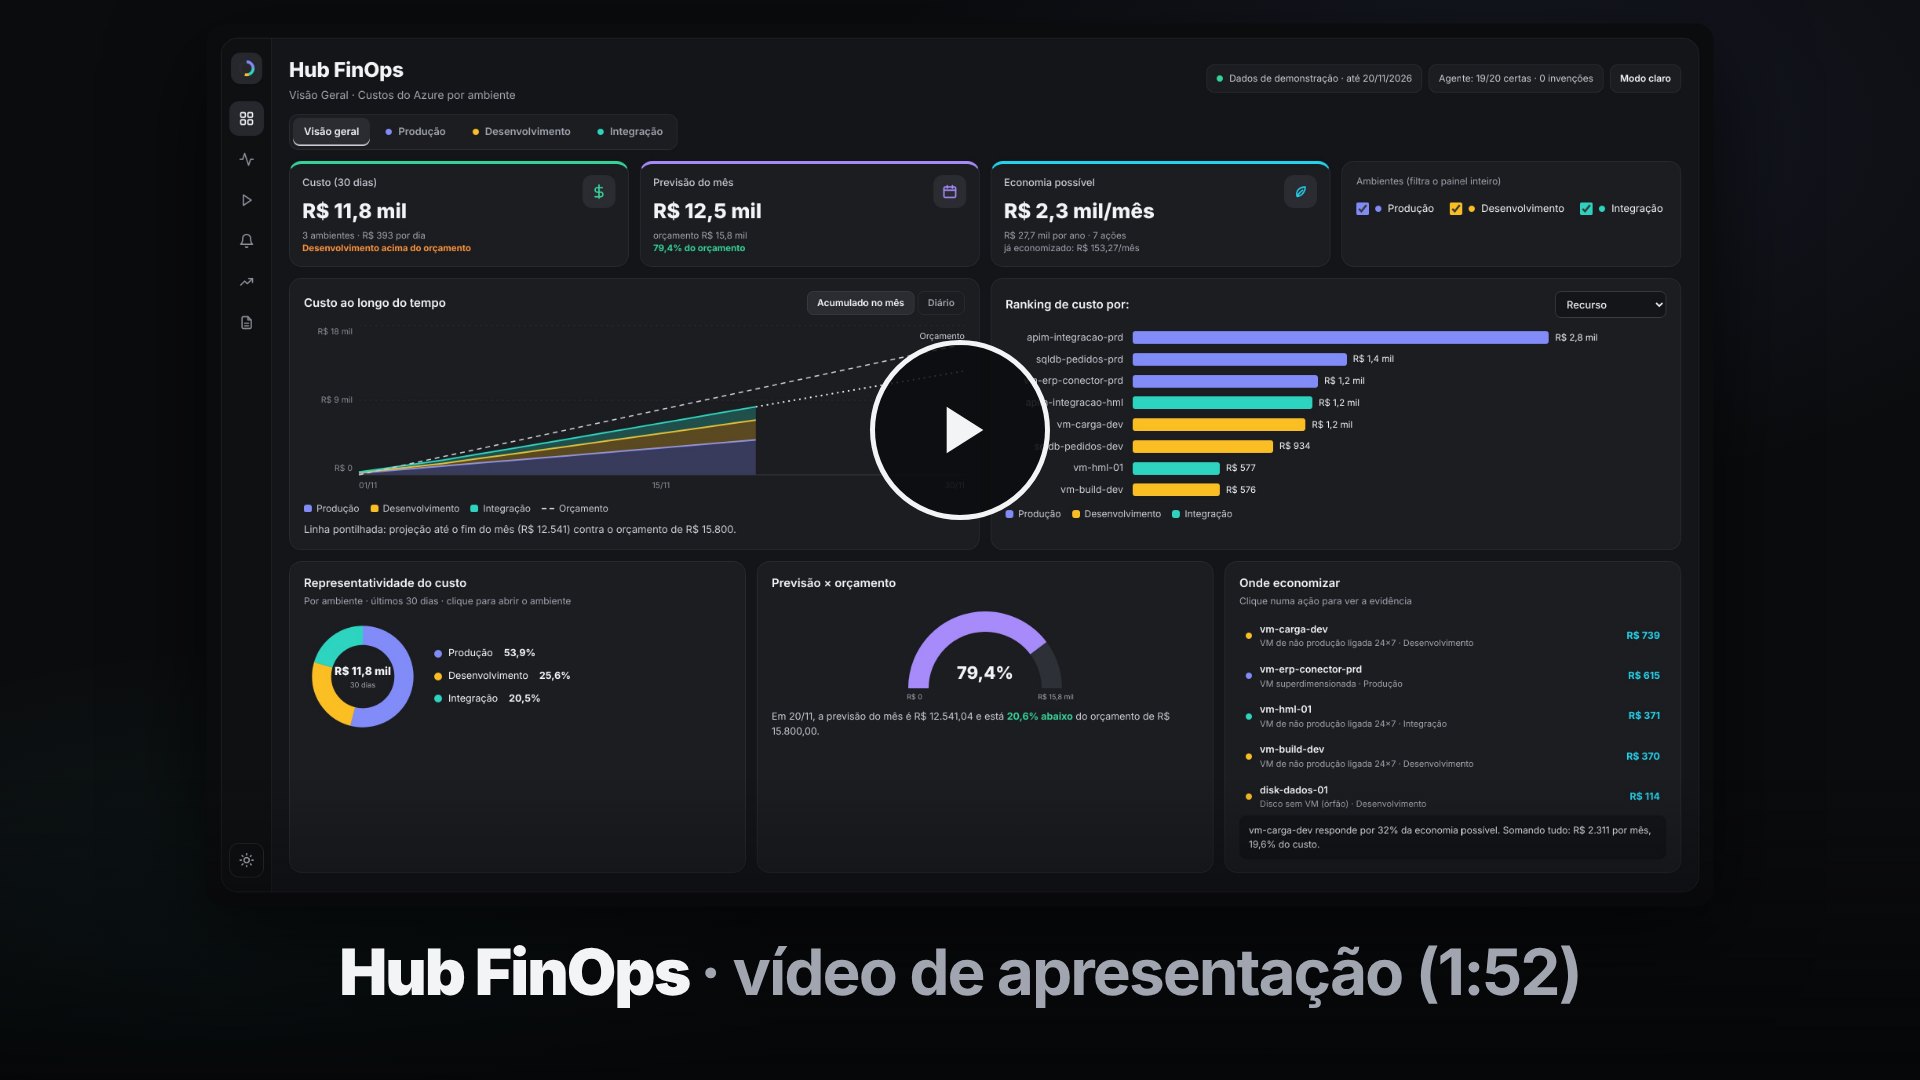 Hub FinOps
Visão Geral · Custos do Azure por ambiente
Dados de demonstração · até 20/11/2026
Agente: 19/20 certas · 0 invenções
Modo claro
Visão geral
Produção
Desenvolvimento
Integração
Custo (30 dias)
R$ 11,8 mil
3 ambientes · R$ 393 por dia
Desenvolvimento acima do orçamento
Previsão do mês
R$ 12,5 mil
orçamento R$ 15,8 mil
79,4% do orçamento
Economia possível
R$ 2,3 mil/mês
R$ 27,7 mil por ano · 7 ações
já economizado: R$ 153,27/mês
Ambientes (filtra o painel inteiro)
Produção
Desenvolvimento
Integração
Custo ao longo do tempo
Acumulado no mês
Diário
R$ 18 mil
Orçamento
R$ 9 mil
R$ 0
01/11
15/11
30/11
Produção
Desenvolvimento
Integração
Orçamento
Linha pontilhada: projeção até o fim do mês (R$ 12.541) contra o orçamento de R$ 15.800.
Ranking de custo por:
Recurso
apim-integracao-prd R$ 2,8 mil
sqldb-pedidos-prd R$ 1,4 mil
-erp-conector-prd R$ 1,2 mil
-integracao-hml R$ 1,2 mil
vm-carga-dev R$ 1,2 mil
db-pedidos-dev R$ 934
vm-hml-01 R$ 577
vm-build-dev R$ 576
Produção
Desenvolvimento
Integração
Representatividade do custo
Por ambiente · últimos 30 dias · clique para abrir o ambiente
R$ 11,8 mil
30 dias
Produção 53,9%
Desenvolvimento 25,6%
Integração 20,5%
Previsão × orçamento
79,4%
R$ 0
R$ 15,8 mil
Em 20/11, a previsão do mês é R$ 12.541,04 e está 20,6% abaixo do orçamento de R$
15.800,00.
Onde economizar
Clique numa ação para ver a evidência
vm-carga-dev
VM de não produção ligada 24×7 · Desenvolvimento
R$ 739
vm-erp-conector-prd
VM superdimensionada · Produção
R$ 615
vm-hml-01
VM de não produção ligada 24×7 · Integração
R$ 371
vm-build-dev
VM de não produção ligada 24×7 · Desenvolvimento
R$ 370
disk-dados-01
Disco sem VM (órfão) · Desenvolvimento
R$ 114
vm-carga-dev responde por 32% da economia possível. Somando tudo: R$ 2.311 por mês,
19,6% do custo.
Hub FinOps · vídeo de apresentação (1:52)